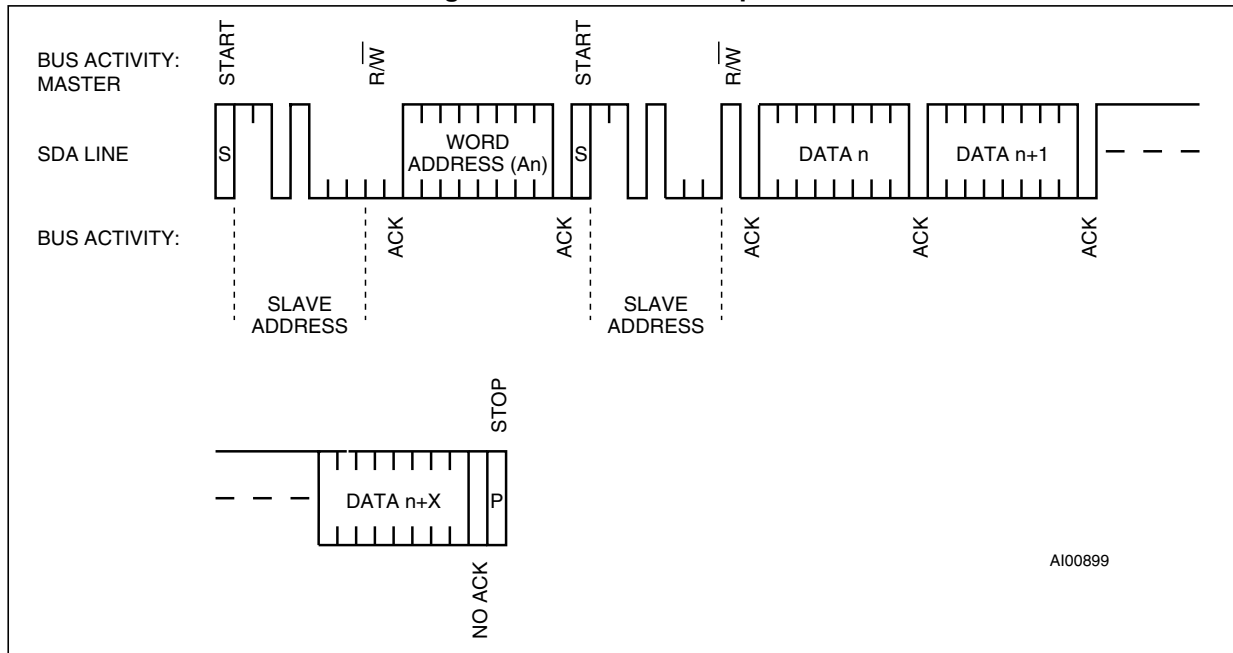 START
R/W
START
R/W
BUS ACTIVITY:
MASTER
SDA LINE
S
WORD
ADDRESS (An)
S
DATA n
DATA n+1
BUS ACTIVITY:
ACK
ACK
ACK
ACK
ACK
SLAVE
ADDRESS
SLAVE
ADDRESS
STOP
DATA n+X
P
NO ACK
AI00899